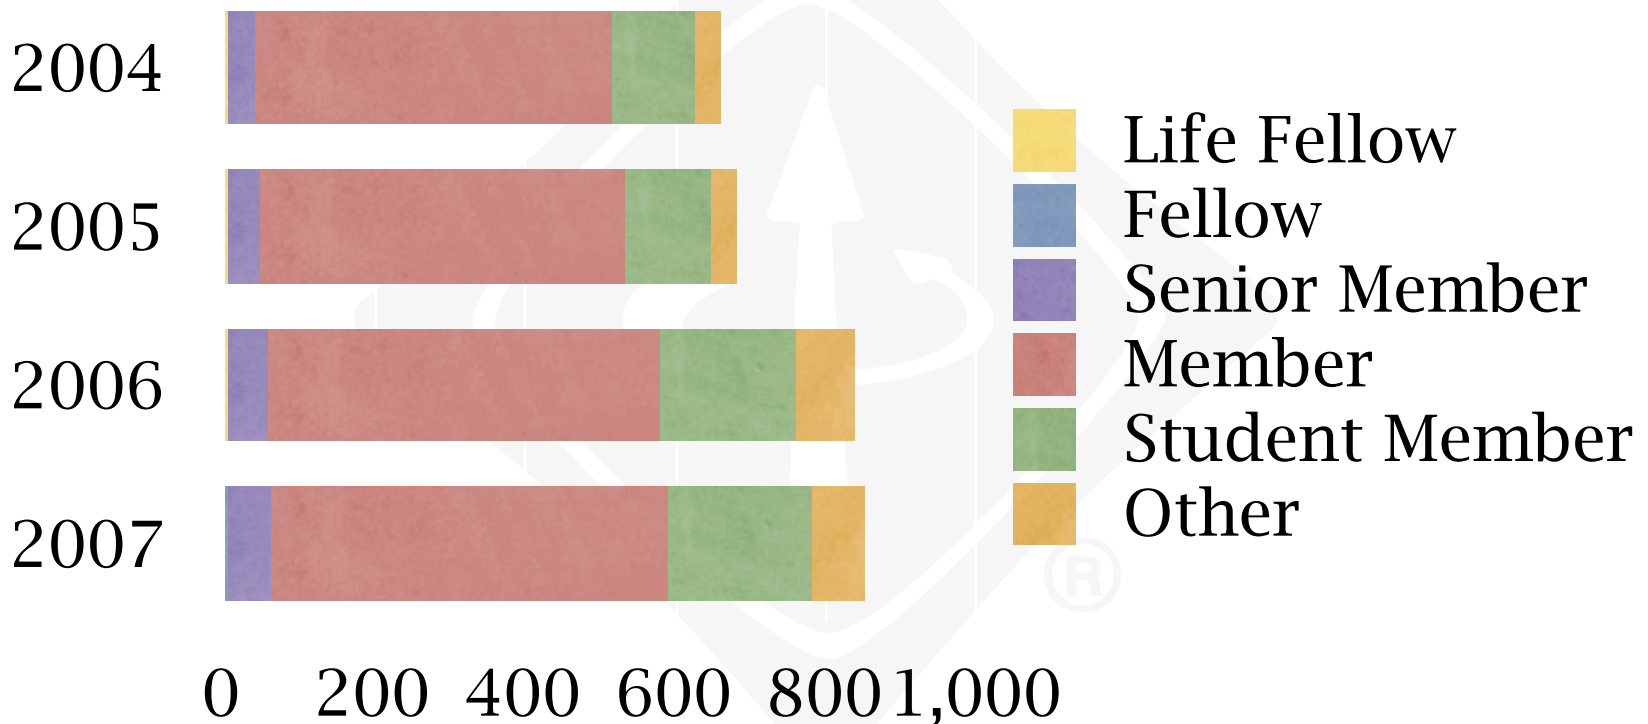 2004
2005
2006
2007
0 200 400 600 800 1,000
Life Fellow
Fellow
Senior Member
Member
Student Member
Other
®